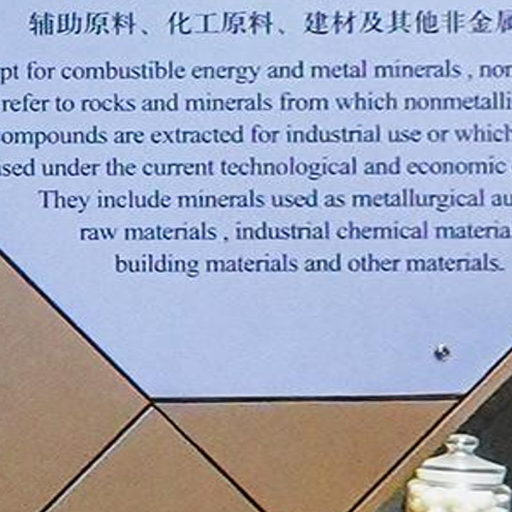 辅助原料、化工原料、建材及其他非金属
pt for combustible energy and metal minerals , non
refer to rocks and minerals from which nonmetalli
ompounds are extracted for industrial use or which
sed under the current technological and economic
They include minerals used as metallurgical au
raw materials , industrial chemical materia
building materials and other materials.